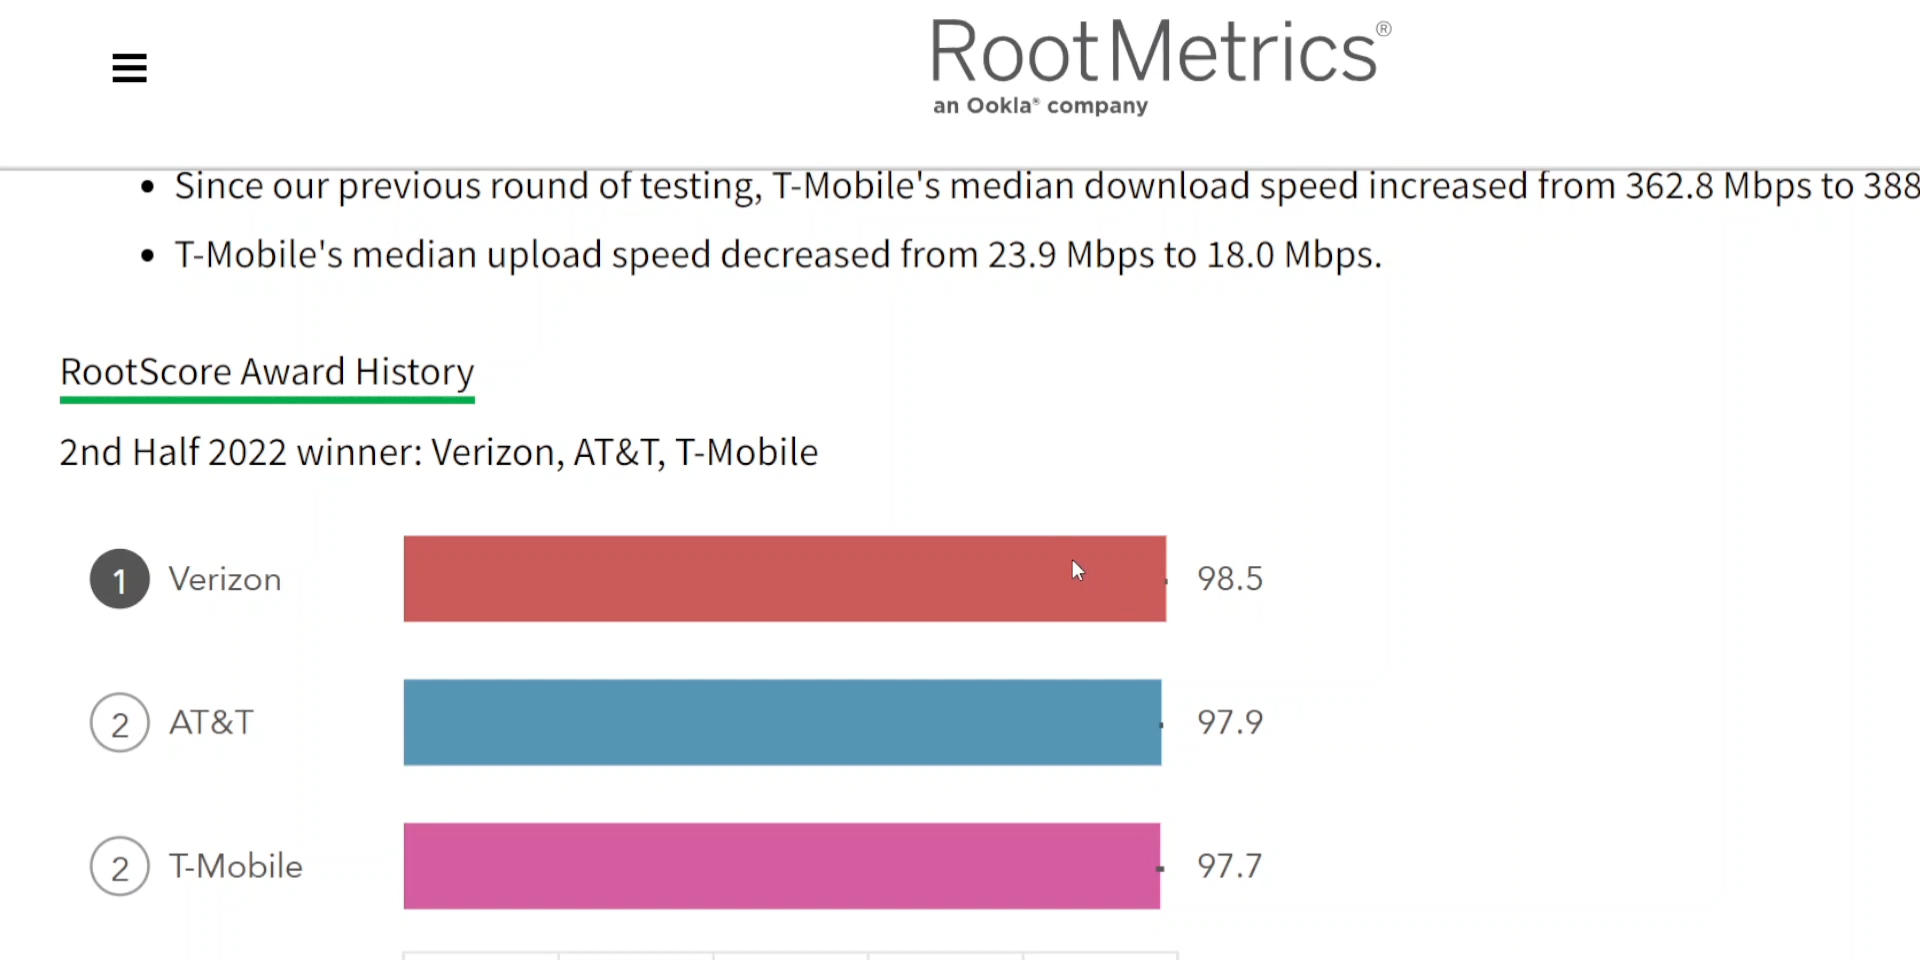 RootMetrics®
an Ookla® company
• Since our previous round of testing, T-Mobile's median download speed increased from 362.8 Mbps to 388
• T-Mobile's median upload speed decreased from 23.9 Mbps to 18.0 Mbps.
RootScore Award History
2nd Half 2022 winner: Verizon, AT&T, T-Mobile
1 Verizon 98.5
2 AT&T 97.9
2 T-Mobile 97.7